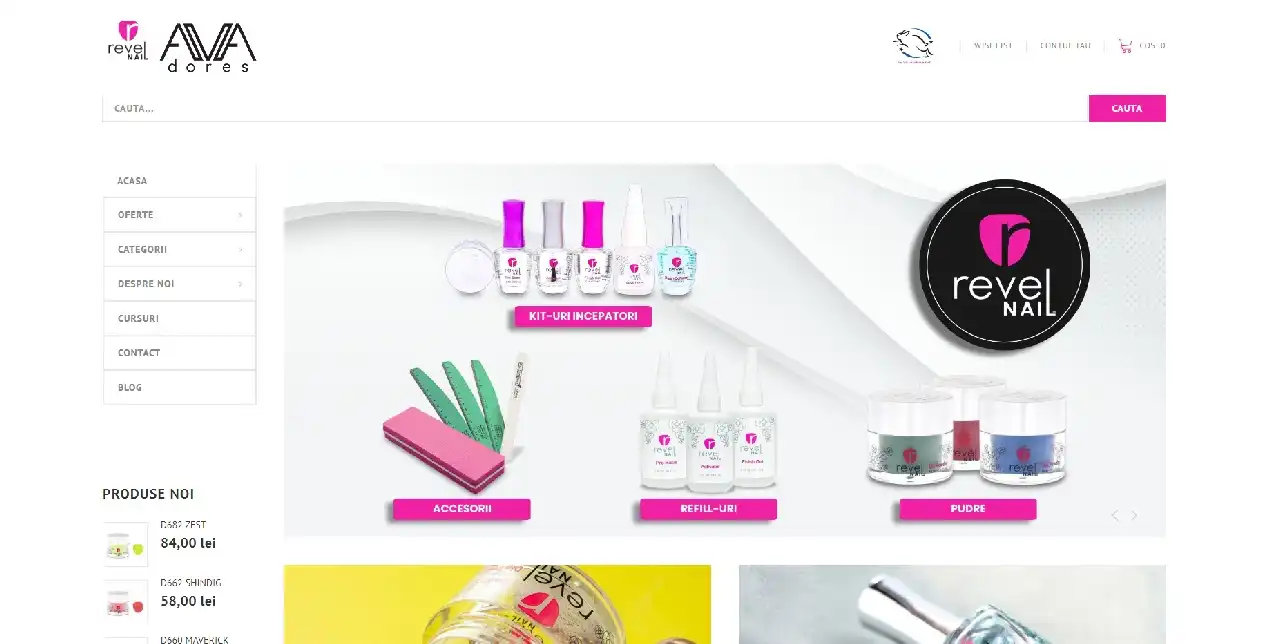 revel
NAIL
AVA
dores
WISHLIST
CONTUL TAU
COS: 0
CAUTA...
CAUTA
ACASA
OFERTE
CATEGORII
DESPRE NOI
CURSURI
CONTACT
BLOG
KIT-URI INCEPATORI
revel
NAIL
ACCESORII
REFILL-URI
PUDRE
PRODUSE NOI
D682 ZEST
84,00 lei
D662 SHINDIG
58,00 lei
D660 MAVERICK
revel
NAIL